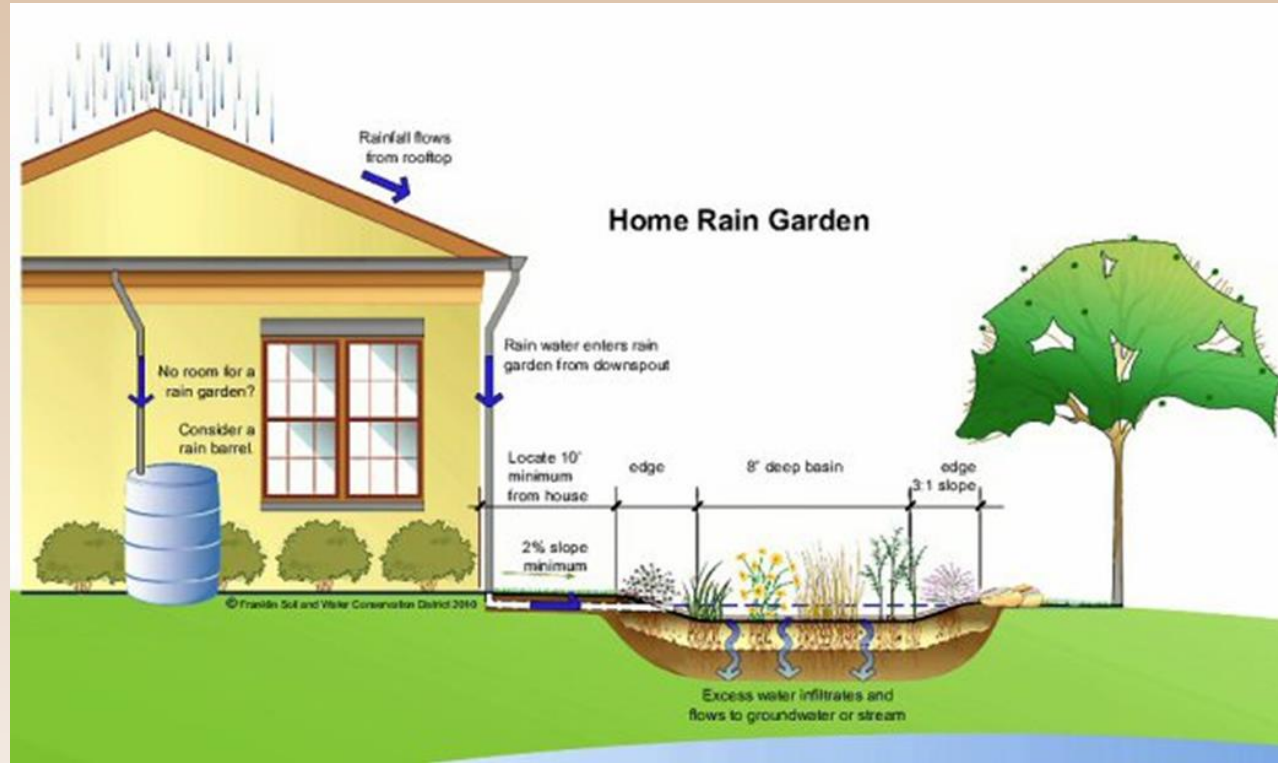 Rainfall flows
from rooftop
Home Rain Garden
Rain water enters rain
garden from downspout
No room for a
rain garden?
Consider a
rain barrel
Locate 10'
minimum
from house
edge
8" deep basin
edge
3:1 slope
2% slope
minimum
© Franklin Soil and Water Conservation District 2010
Excess water infiltrates and
flows to groundwater or stream